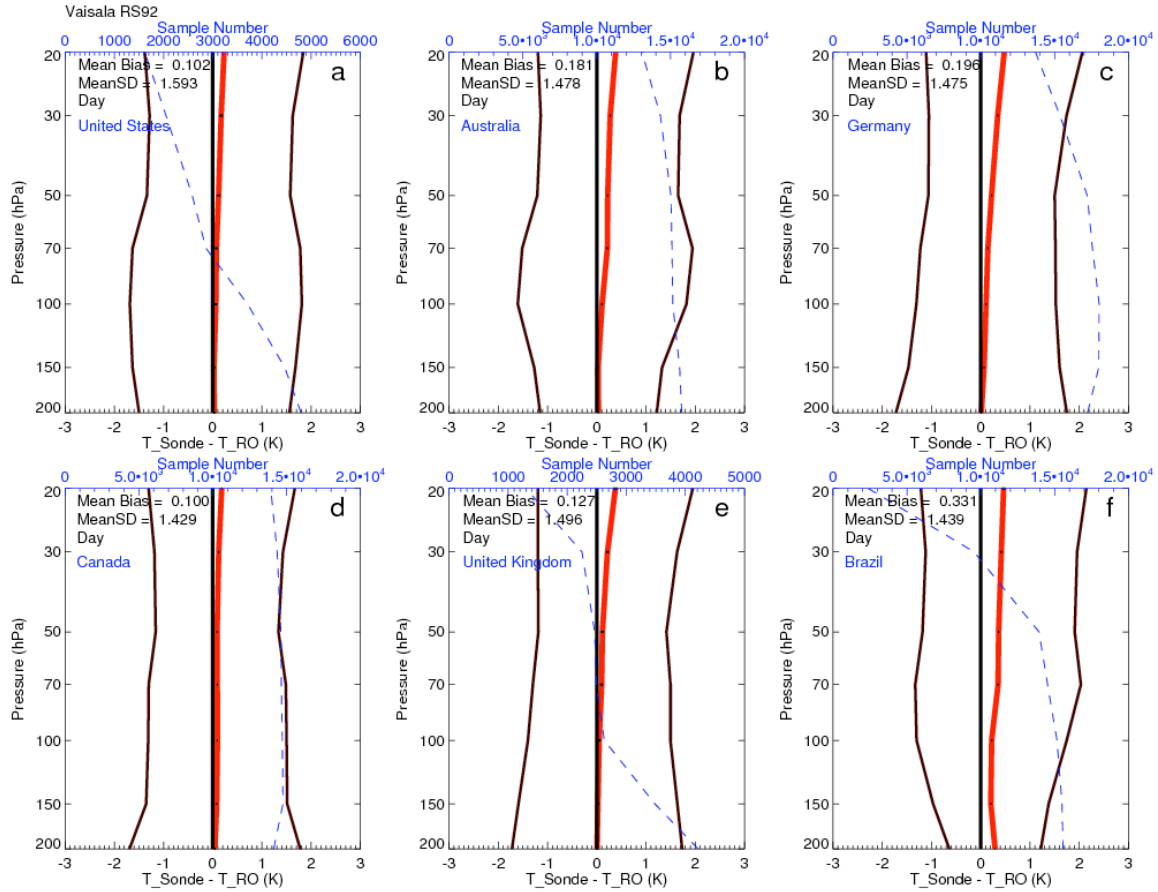 Vaisala RS92
Sample Number
0 1000 2000 3000 4000 5000 6000
Mean Bias = 0.102
MeanSD = 1.593
Day
United States
a
Pressure (hPa)
20
30
50
70
100
150
200
-3 -2 -1 0 1 2 3
T_Sonde - T_RO (K)
Sample Number
0 5.0•10³ 1.0•10⁴ 1.5•10⁴ 2.0•10⁴
Mean Bias = 0.181
MeanSD = 1.478
Day
Australia
b
Pressure (hPa)
20
30
50
70
100
150
200
-3 -2 -1 0 1 2 3
T_Sonde - T_RO (K)
Sample Number
0 5.0•10³ 1.0•10⁴ 1.5•10⁴ 2.0•10⁴
Mean Bias = 0.196
MeanSD = 1.475
Day
Germany
c
Pressure (hPa)
20
30
50
70
100
150
200
-3 -2 -1 0 1 2 3
T_Sonde - T_RO (K)
Sample Number
0 5.0•10³ 1.0•10⁴ 1.5•10⁴ 2.0•10⁴
Mean Bias = 0.100
MeanSD = 1.429
Day
Canada
d
Pressure (hPa)
20
30
50
70
100
150
200
-3 -2 -1 0 1 2 3
T_Sonde - T_RO (K)
Sample Number
0 1000 2000 3000 4000 5000
Mean Bias = 0.127
MeanSD = 1.496
Day
United Kingdom
e
Pressure (hPa)
20
30
50
70
100
150
200
-3 -2 -1 0 1 2 3
T_Sonde - T_RO (K)
Sample Number
0 5.0•10³ 1.0•10⁴ 1.5•10⁴ 2.0•10⁴
Mean Bias = 0.331
MeanSD = 1.439
Day
Brazil
f
Pressure (hPa)
20
30
50
70
100
150
200
-3 -2 -1 0 1 2 3
T_Sonde - T_RO (K)